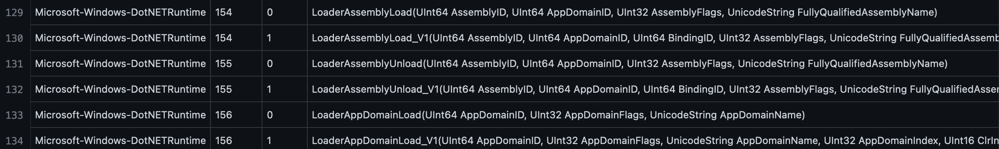 129 Microsoft-Windows-DotNETRuntime 154 0 LoaderAssemblyLoad(UInt64 AssemblyID, UInt64 AppDomainID, UInt32 AssemblyFlags, UnicodeString FullyQualifiedAssemblyName)
130 Microsoft-Windows-DotNETRuntime 154 1 LoaderAssemblyLoad_V1(UInt64 AssemblyID, UInt64 AppDomainID, UInt64 BindingID, UInt32 AssemblyFlags, UnicodeString FullyQualifiedAssemb
131 Microsoft-Windows-DotNETRuntime 155 0 LoaderAssemblyUnload(UInt64 AssemblyID, UInt64 AppDomainID, UInt32 AssemblyFlags, UnicodeString FullyQualifiedAssemblyName)
132 Microsoft-Windows-DotNETRuntime 155 1 LoaderAssemblyUnload_V1(UInt64 AssemblyID, UInt64 AppDomainID, UInt64 BindingID, UInt32 AssemblyFlags, UnicodeString FullyQualifiedAsser
133 Microsoft-Windows-DotNETRuntime 156 0 LoaderAppDomainLoad(UInt64 AppDomainID, UInt32 AppDomainFlags, UnicodeString AppDomainName)
134 Microsoft-Windows-DotNETRuntime 156 1 LoaderAppDomainLoad_V1(UInt64 AppDomainID, UInt32 AppDomainFlags, UnicodeString AppDomainName, UInt32 AppDomainIndex, UInt16 ClrIn